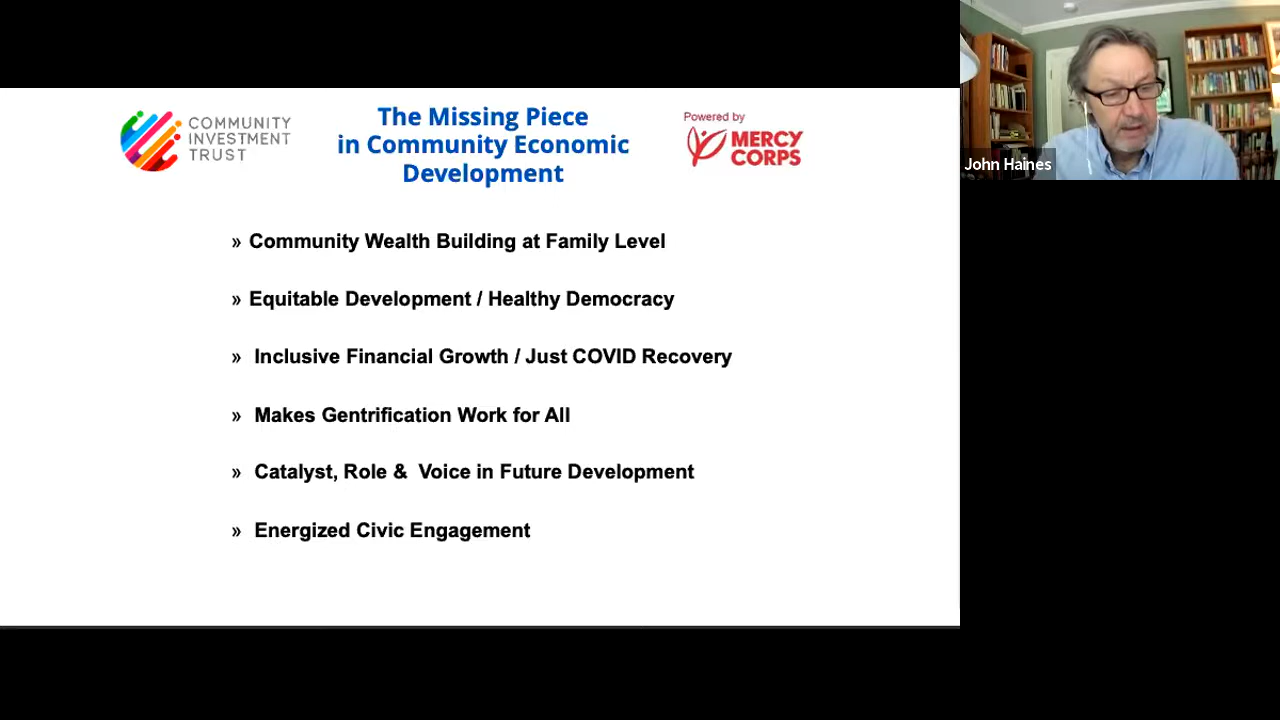 COMMUNITY
INVESTMENT
TRUST
The Missing Piece
in Community Economic
Development
Powered by
MERCY
CORPS
John Haines
» Community Wealth Building at Family Level
» Equitable Development / Healthy Democracy
» Inclusive Financial Growth / Just COVID Recovery
» Makes Gentrification Work for All
» Catalyst, Role & Voice in Future Development
» Energized Civic Engagement